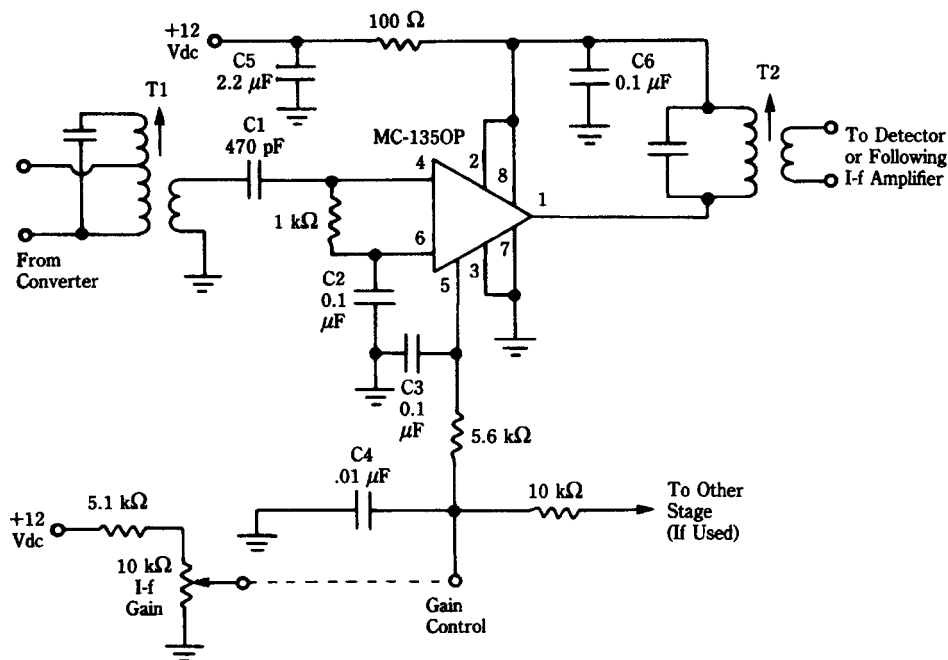 +12
Vdc
100 Ω
C5
2.2 μF
C6
0.1 μF
T1
T2
C1
470 pF
MC-135OP
4
2
8
1
To Detector
or Following
I-f Amplifier
1 kΩ
6
5
3
7
From
Converter
C2
0.1
μF
C3
0.1
μF
5.6 kΩ
C4
.01 μF
10 kΩ
To Other
Stage
(If Used)
+12
Vdc
5.1 kΩ
10 kΩ
I-f
Gain
Gain
Control